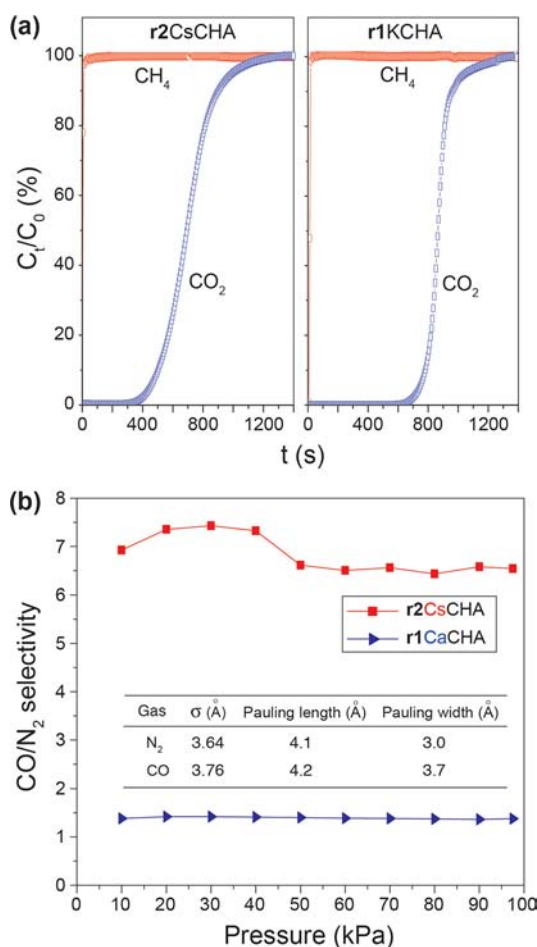 (a)
r2CsCHA
r1KCHA
100
80
60
40
20
0
Ct/C0 (%)
CH4
CO2
CH4
CO2
0 400 800 1200
0 400 800 1200
t (s)
(b)
8
7
6
5
4
3
2
1
0
CO/N2 selectivity
r2CsCHA
r1CaCHA
Gas σ (Å) Pauling length (Å) Pauling width (Å)
N2 3.64 4.1 3.0
CO 3.76 4.2 3.7
0 10 20 30 40 50 60 70 80 90 100
Pressure (kPa)